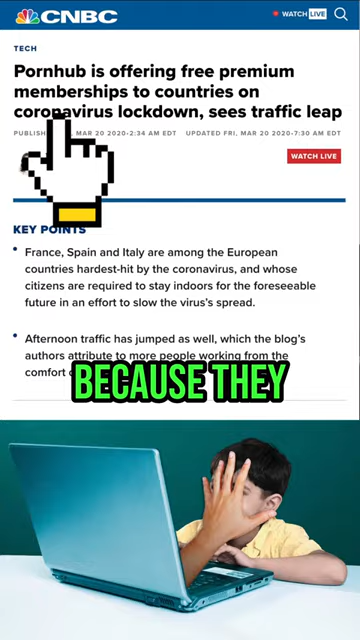 CNBC
WATCH LIVE
TECH
Pornhub is offering free premium
memberships to countries on
coronavirus lockdown, sees traffic leap
MAR 20 2020•2:34 AM EDT UPDATED FRI, MAR 20 2020•7:30 AM EDT
WATCH LIVE
KEY POINTS
• France, Spain and Italy are among the European
countries hardest-hit by the coronavirus, and whose
citizens are required to stay indoors for the foreseeable
future in an effort to slow the virus's spread.
• Afternoon traffic has jumped as well, which the blog's
authors attribute to more people working from the
comfort
BECAUSE THEY